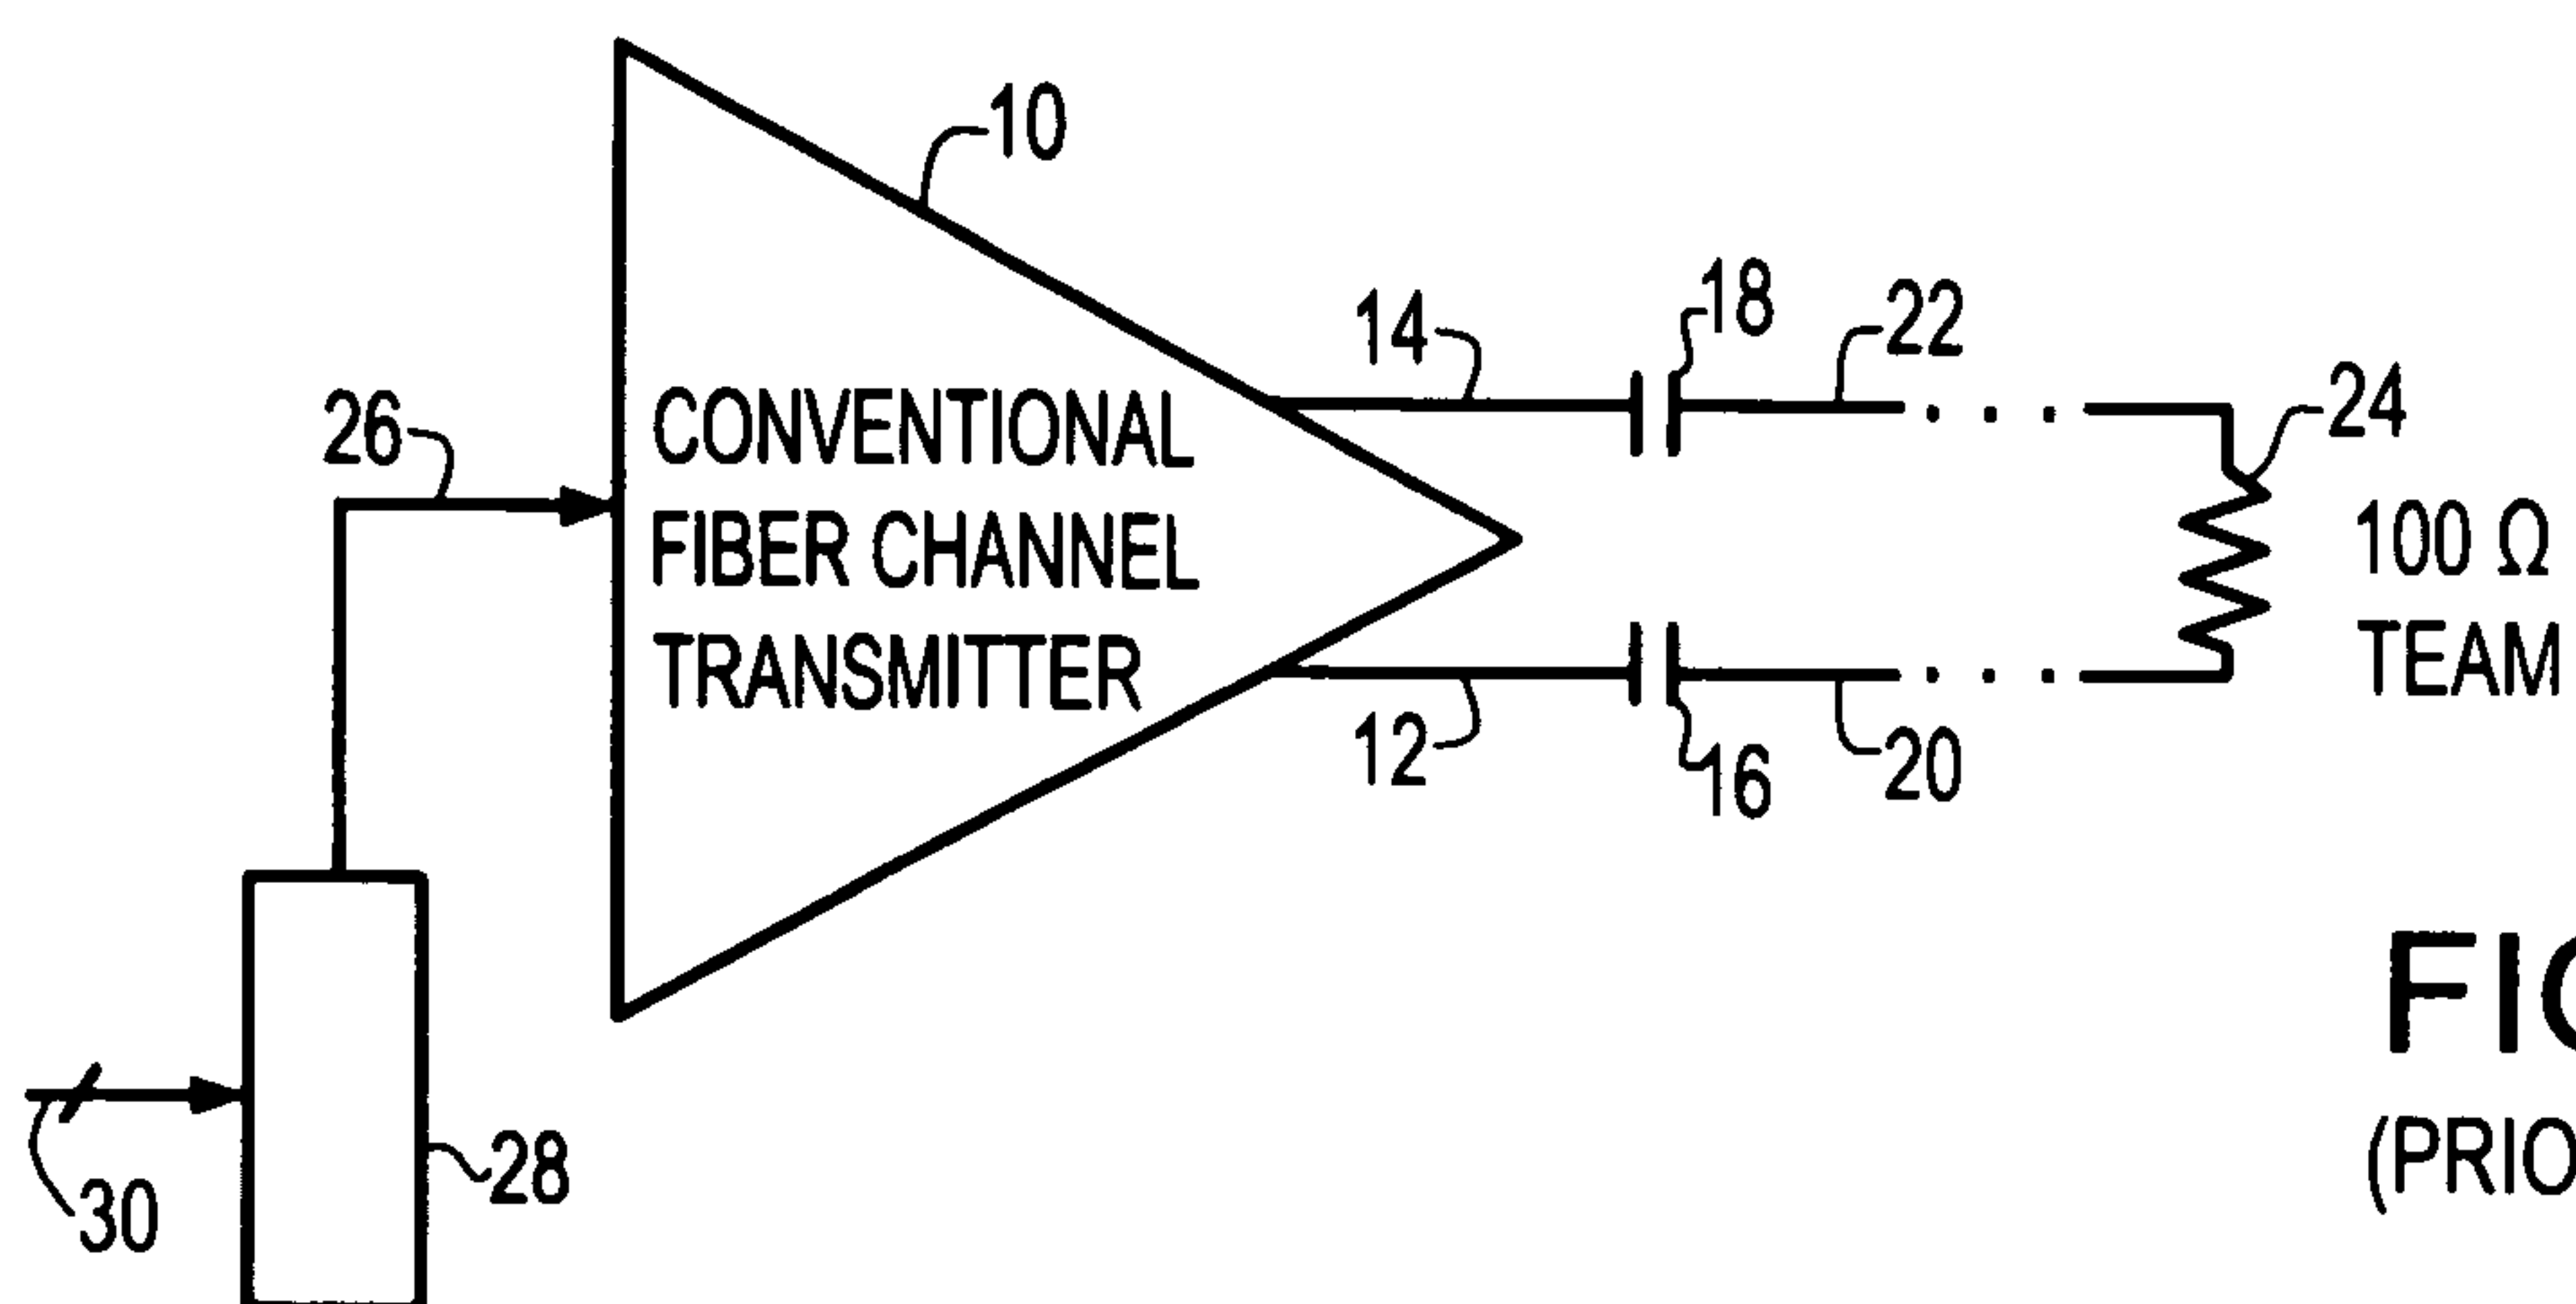 10
14
18
22
24
26
CONVENTIONAL
FIBER CHANNEL
TRANSMITTER
100 Ω
TEAM
12
16
20
28
30